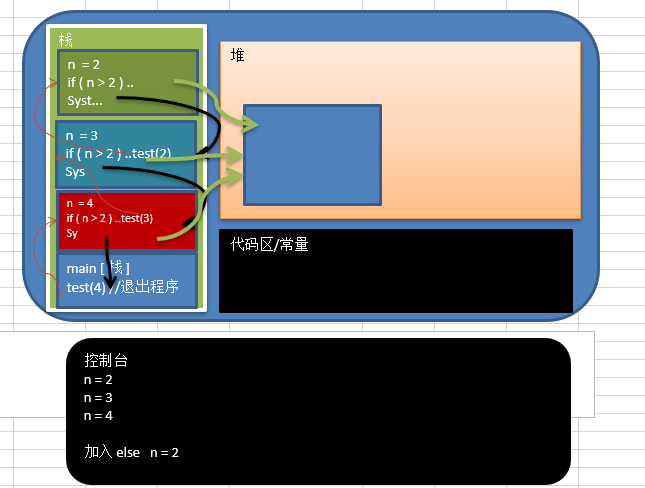 栈
n = 2
if ( n > 2 ) ..
Syst...
n = 3
if ( n > 2 ) ..test(2)
Sys
n = 4
if ( n > 2 ) ..test(3)
Sy
main [ 栈 ]
test(4) //退出程序
堆
代码区/常量
控制台
n = 2
n = 3
n = 4
加入 else n = 2